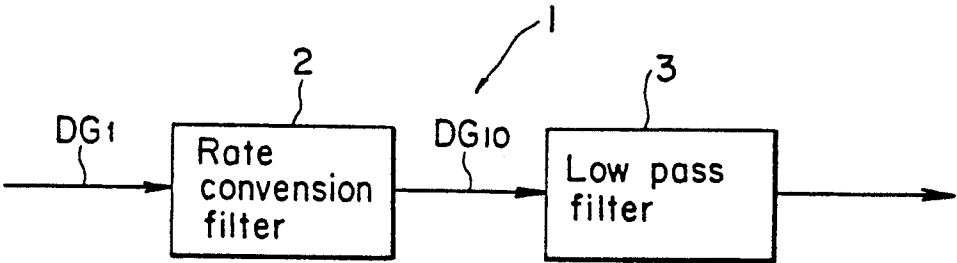 1
2
3
DG1
DG10
Rate
convension
filter
Low pass
filter